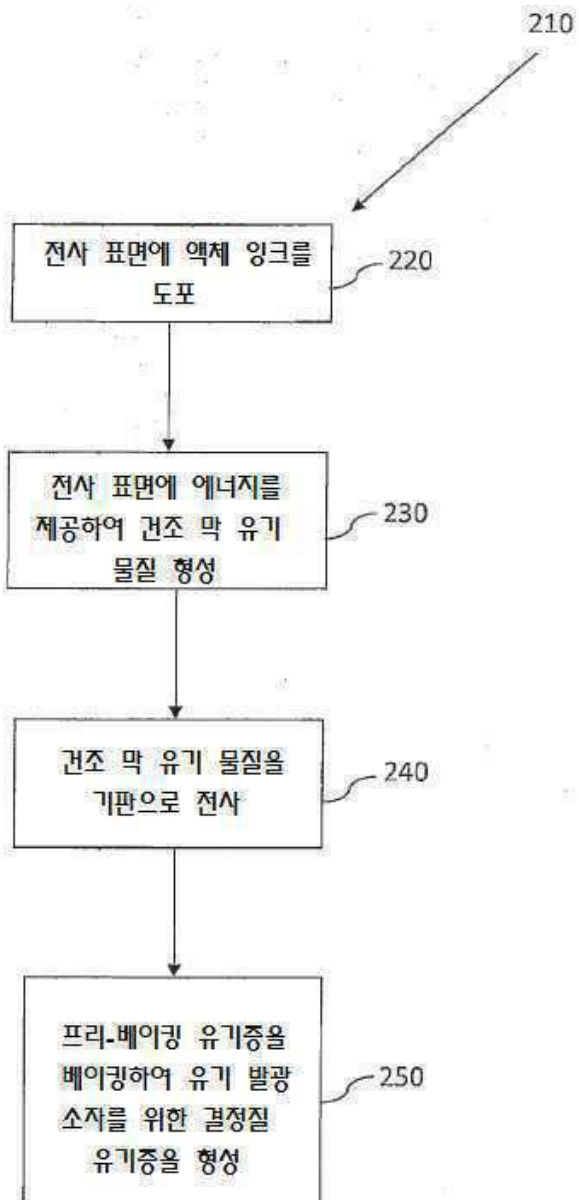 210
전사 표면에 액체 잉크를
도포
220
전사 표면에 에너지를
제공하여 건조 막 유기
물질 형성
230
건조 막 유기 물질을
기판으로 전사
240
프리-베이킹 유기층을
베이킹하여 유기 발광
소자를 위한 결정질
유기층을 형성
250